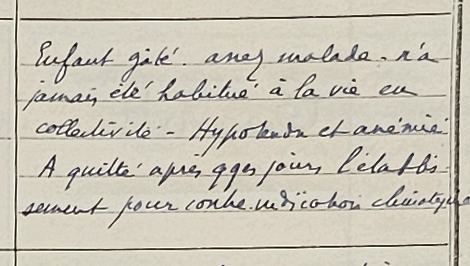 Enfant gâté. assez malade - n'a
jamais été habitué à la vie en
collectivité - Hypotendu et anémié
A quitté après qqes jours l'établis-
sement pour contre-indication climatique